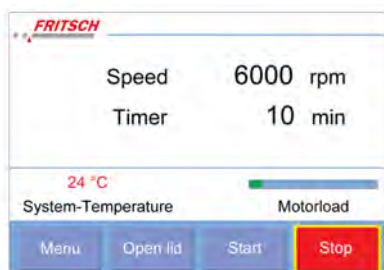 FRITSCH
Speed 6000 rpm
Timer 10 min
24 °C
System-Temperature Motorload
Menu Open lid Start Stop